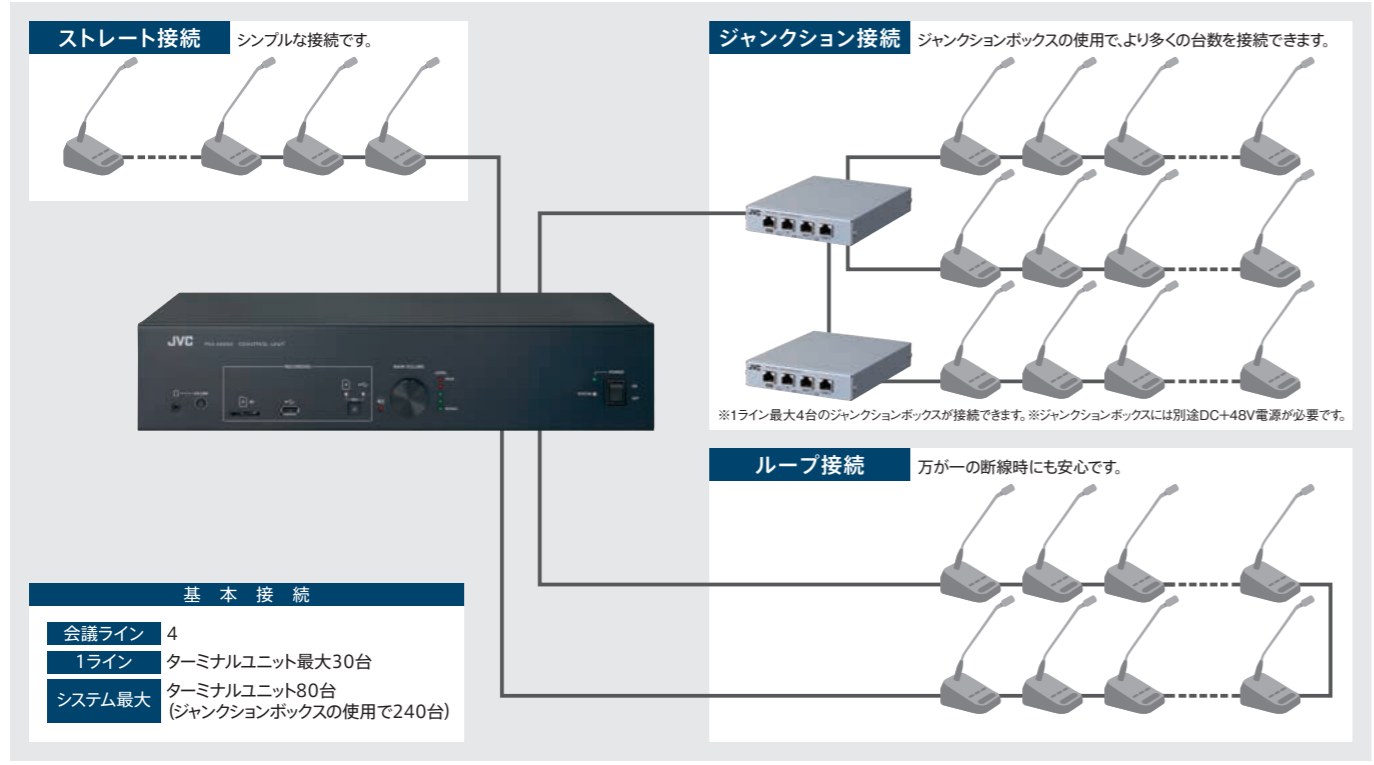 ストレート接続 シンプルな接続です。
ジャンクション接続 ジャンクションボックスの使用で、より多くの台数を接続できます。
JVC
JVC
※1ライン最大4台のジャンクションボックスが接続できます。※ジャンクションボックスには別途DC+48V電源が必要です。
JVC
CONTROL UNIT
RECORDING
MAIN VOLUME
LEVEL
POWER
VOLUME
ON
OFF
ループ接続 万が一の断線時にも安心です。
基本接続
会議ライン 4
1ライン ターミナルユニット最大30台
システム最大 ターミナルユニット80台
(ジャンクションボックスの使用で240台)